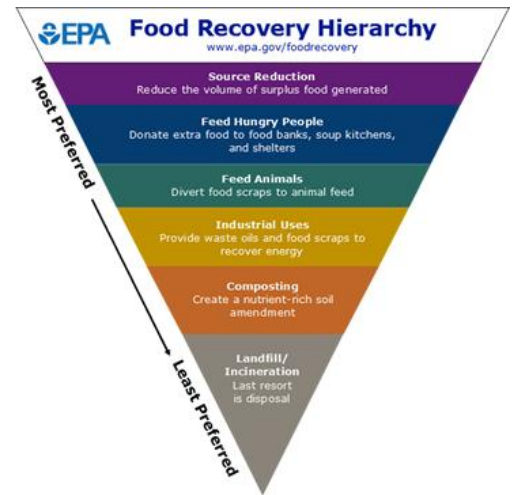 EPA Food Recovery Hierarchy
www.epa.gov/foodrecovery
Most Preferred
Source Reduction
Reduce the volume of surplus food generated
Feed Hungry People
Donate extra food to food banks, soup kitchens,
and shelters
Feed Animals
Divert food scraps to animal feed
Industrial Uses
Provide waste oils and food scraps to
recover energy
Composting
Create a nutrient-rich soil
amendment
Landfill/
Incineration
Last resort
is disposal
Least Preferred